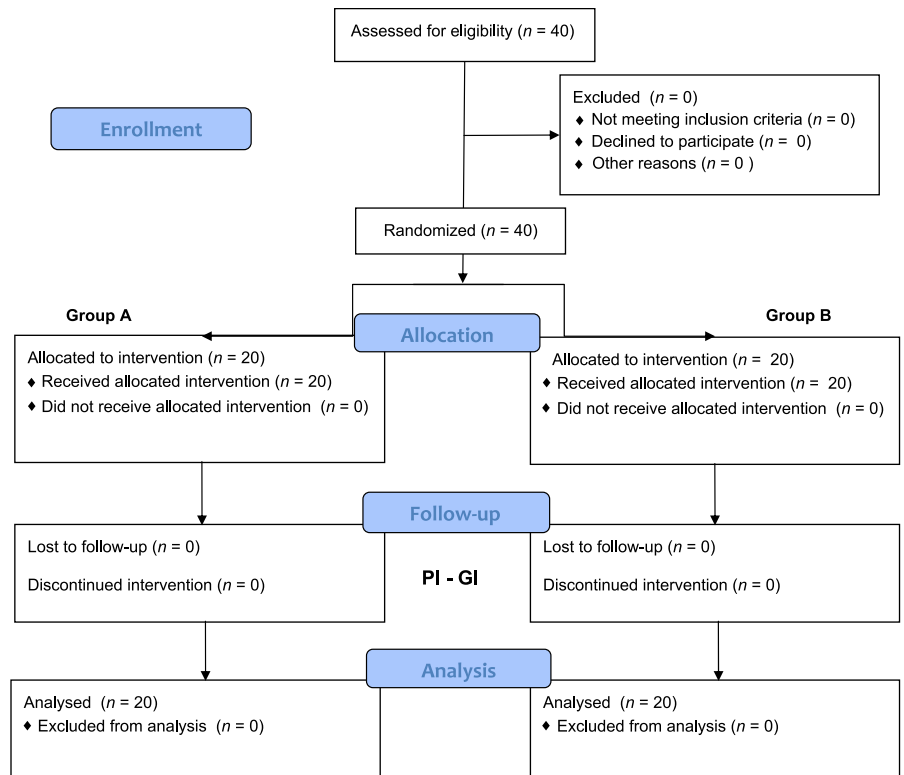 Assessed for eligibility (n = 40)
Enrollment
Excluded (n = 0)
♦ Not meeting inclusion criteria (n = 0)
♦ Declined to participate (n = 0)
♦ Other reasons (n = 0 )
Randomized (n = 40)
Group A
Group B
Allocation
Allocated to intervention (n = 20)
♦ Received allocated intervention (n = 20)
♦ Did not receive allocated intervention (n = 0)
Allocated to intervention (n = 20)
♦ Received allocated intervention (n = 20)
♦ Did not receive allocated intervention (n = 0)
Follow-up
Lost to follow-up (n = 0)
Discontinued intervention (n = 0)
PI - GI
Lost to follow-up (n = 0)
Discontinued intervention (n = 0)
Analysis
Analysed (n = 20)
♦ Excluded from analysis (n = 0)
Analysed (n = 20)
♦ Excluded from analysis (n = 0)